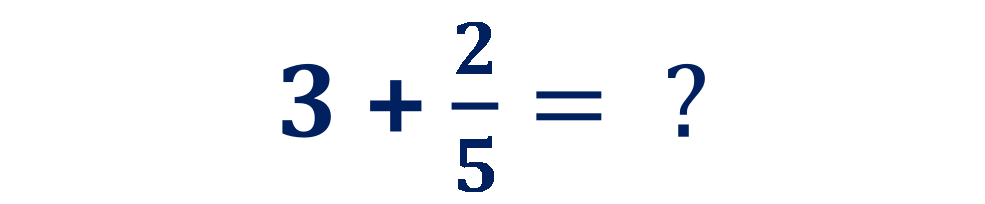 3 + 2/5 = ?